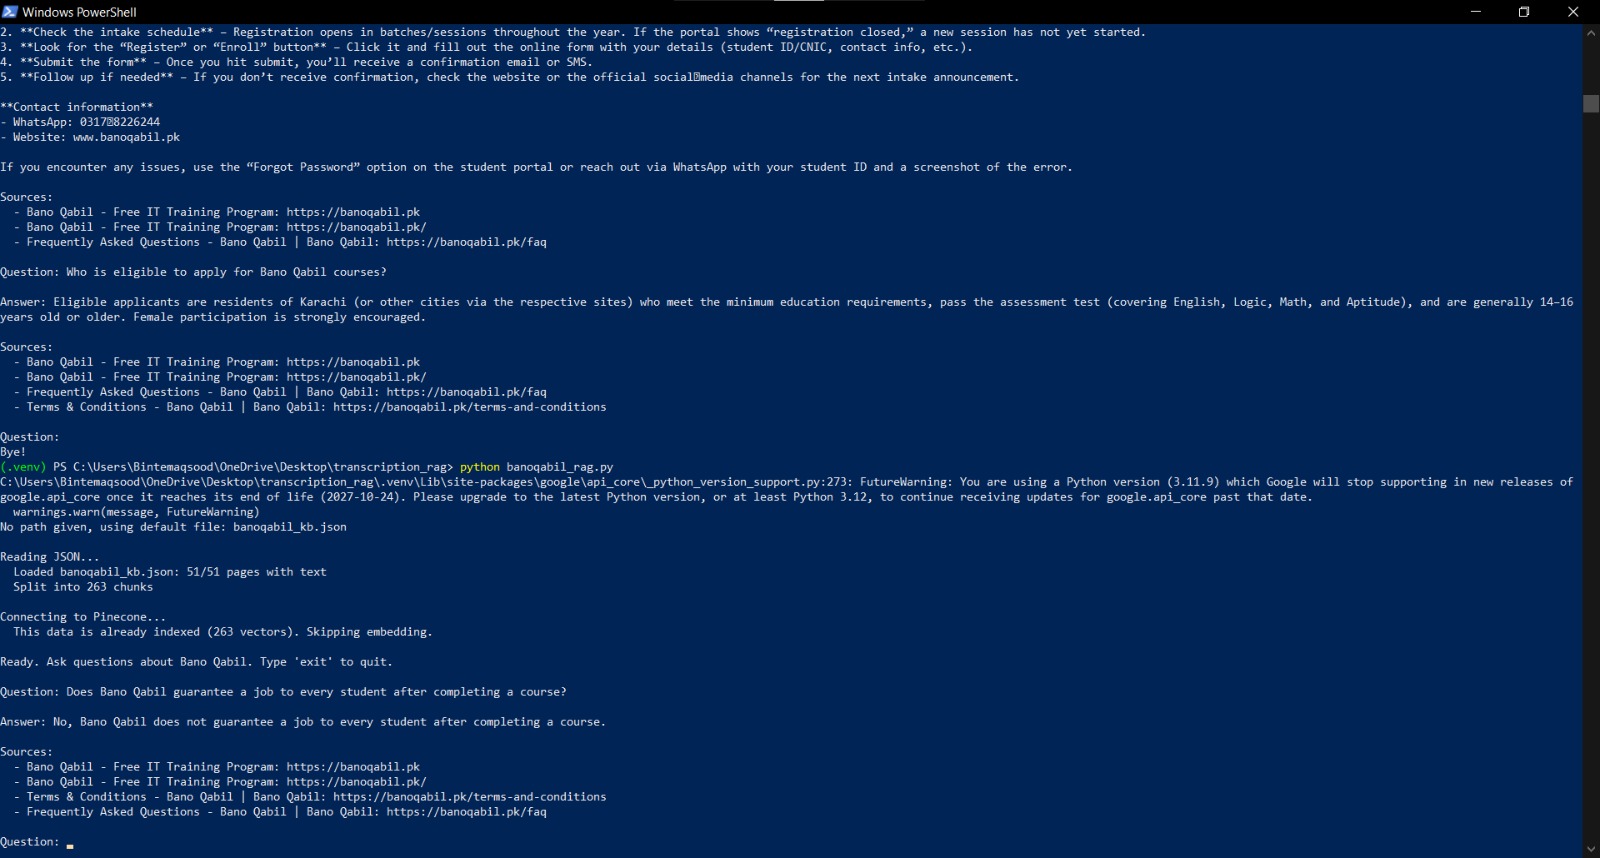 Windows PowerShell
2. **Check the intake schedule** – Registration opens in batches/sessions throughout the year. If the portal shows “registration closed,” a new session has not yet started.
3. **Look for the “Register” or “Enroll” button** – Click it and fill out the online form with your details (student ID/CNIC, contact info, etc.).
4. **Submit the form** – Once you hit submit, you’ll receive a confirmation email or SMS.
5. **Follow up if needed** – If you don’t receive confirmation, check the website or the official social�media channels for the next intake announcement.
**Contact information**
- WhatsApp: 0317�8226244
- Website: www.banoqabil.pk
If you encounter any issues, use the “Forgot Password” option on the student portal or reach out via WhatsApp with your student ID and a screenshot of the error.
Sources:
- Bano Qabil - Free IT Training Program: https://banoqabil.pk
- Bano Qabil - Free IT Training Program: https://banoqabil.pk/
- Frequently Asked Questions - Bano Qabil | Bano Qabil: https://banoqabil.pk/faq
Question: Who is eligible to apply for Bano Qabil courses?
Answer: Eligible applicants are residents of Karachi (or other cities via the respective sites) who meet the minimum education requirements, pass the assessment test (covering English, Logic, Math, and Aptitude), and are generally 14–16
years old or older. Female participation is strongly encouraged.
Sources:
- Bano Qabil - Free IT Training Program: https://banoqabil.pk
- Bano Qabil - Free IT Training Program: https://banoqabil.pk/
- Frequently Asked Questions - Bano Qabil | Bano Qabil: https://banoqabil.pk/faq
- Terms & Conditions - Bano Qabil | Bano Qabil: https://banoqabil.pk/terms-and-conditions
Question:
Bye!
(.venv) PS C:\Users\Bintemaqsood\OneDrive\Desktop\transcription_rag> python banoqabil_rag.py
C:\Users\Bintemaqsood\OneDrive\Desktop\transcription_rag\.venv\Lib\site-packages\google\api_core\_python_version_support.py:273: FutureWarning: You are using a Python version (3.11.9) which Google will stop supporting in new releases of
google.api_core once it reaches its end of life (2027-10-24). Please upgrade to the latest Python version, or at least Python 3.12, to continue receiving updates for google.api_core past that date.
warnings.warn(message, FutureWarning)
No path given, using default file: banoqabil_kb.json
Reading JSON...
Loaded banoqabil_kb.json: 51/51 pages with text
Split into 263 chunks
Connecting to Pinecone...
This data is already indexed (263 vectors). Skipping embedding.
Ready. Ask questions about Bano Qabil. Type 'exit' to quit.
Question: Does Bano Qabil guarantee a job to every student after completing a course?
Answer: No, Bano Qabil does not guarantee a job to every student after completing a course.
Sources:
- Bano Qabil - Free IT Training Program: https://banoqabil.pk
- Bano Qabil - Free IT Training Program: https://banoqabil.pk/
- Terms & Conditions - Bano Qabil | Bano Qabil: https://banoqabil.pk/terms-and-conditions
- Frequently Asked Questions - Bano Qabil | Bano Qabil: https://banoqabil.pk/faq
Question: